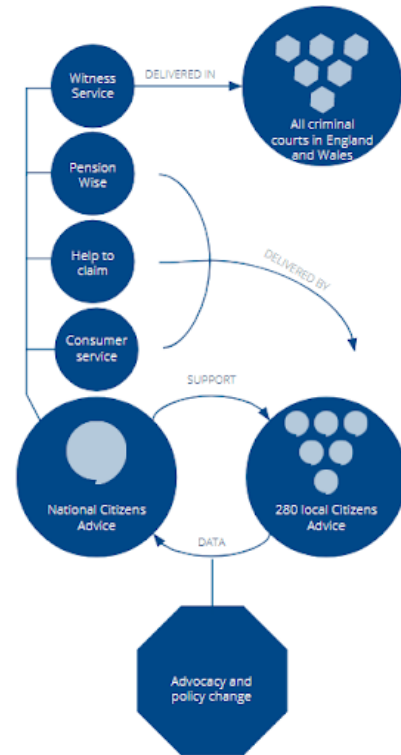 Witness
Service
DELIVERED IN
All criminal
courts in England
and Wales
Pension
Wise
Help to
claim
DELIVERED BY
Consumer
service
SUPPORT
National Citizens
Advice
280 local Citizens
Advice
DATA
Advocacy and
policy change